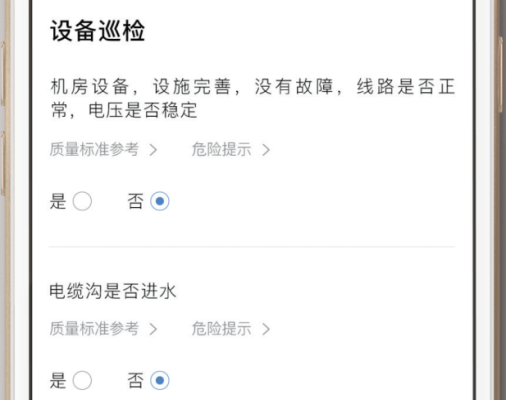 设备巡检
机房设备，设施完善，没有故障，线路是否正
常，电压是否稳定
质量标准参考 > 危险提示 >
是 否
电缆沟是否进水
质量标准参考 > 危险提示 >
是 否